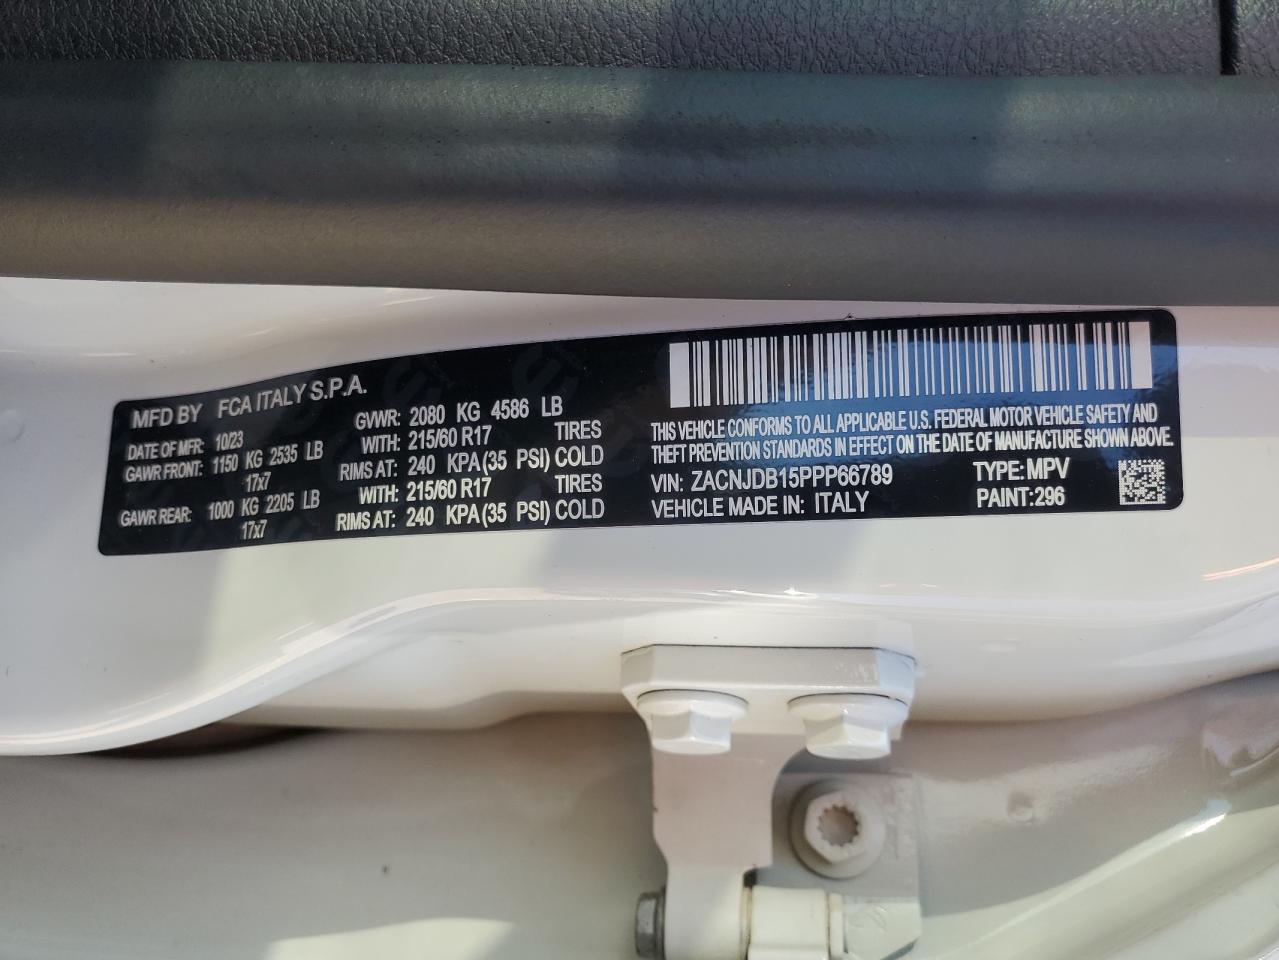 MFD BY FCA ITALY S.P.A.
DATE OF MFR: 10/23 GVWR: 2080 KG 4586 LB
GAWR FRONT: 1150 KG 2535 LB WITH: 215/60 R17 TIRES
17x7 RIMS AT: 240 KPA(35 PSI) COLD
GAWR REAR: 1000 KG 2205 LB WITH: 215/60 R17 TIRES
17x7 RIMS AT: 240 KPA(35 PSI) COLD
THIS VEHICLE CONFORMS TO ALL APPLICABLE U.S. FEDERAL MOTOR VEHICLE SAFETY AND
THEFT PREVENTION STANDARDS IN EFFECT ON THE DATE OF MANUFACTURE SHOWN ABOVE.
VIN: ZACNJDB15PPP66789 TYPE: MPV
VEHICLE MADE IN: ITALY PAINT:296